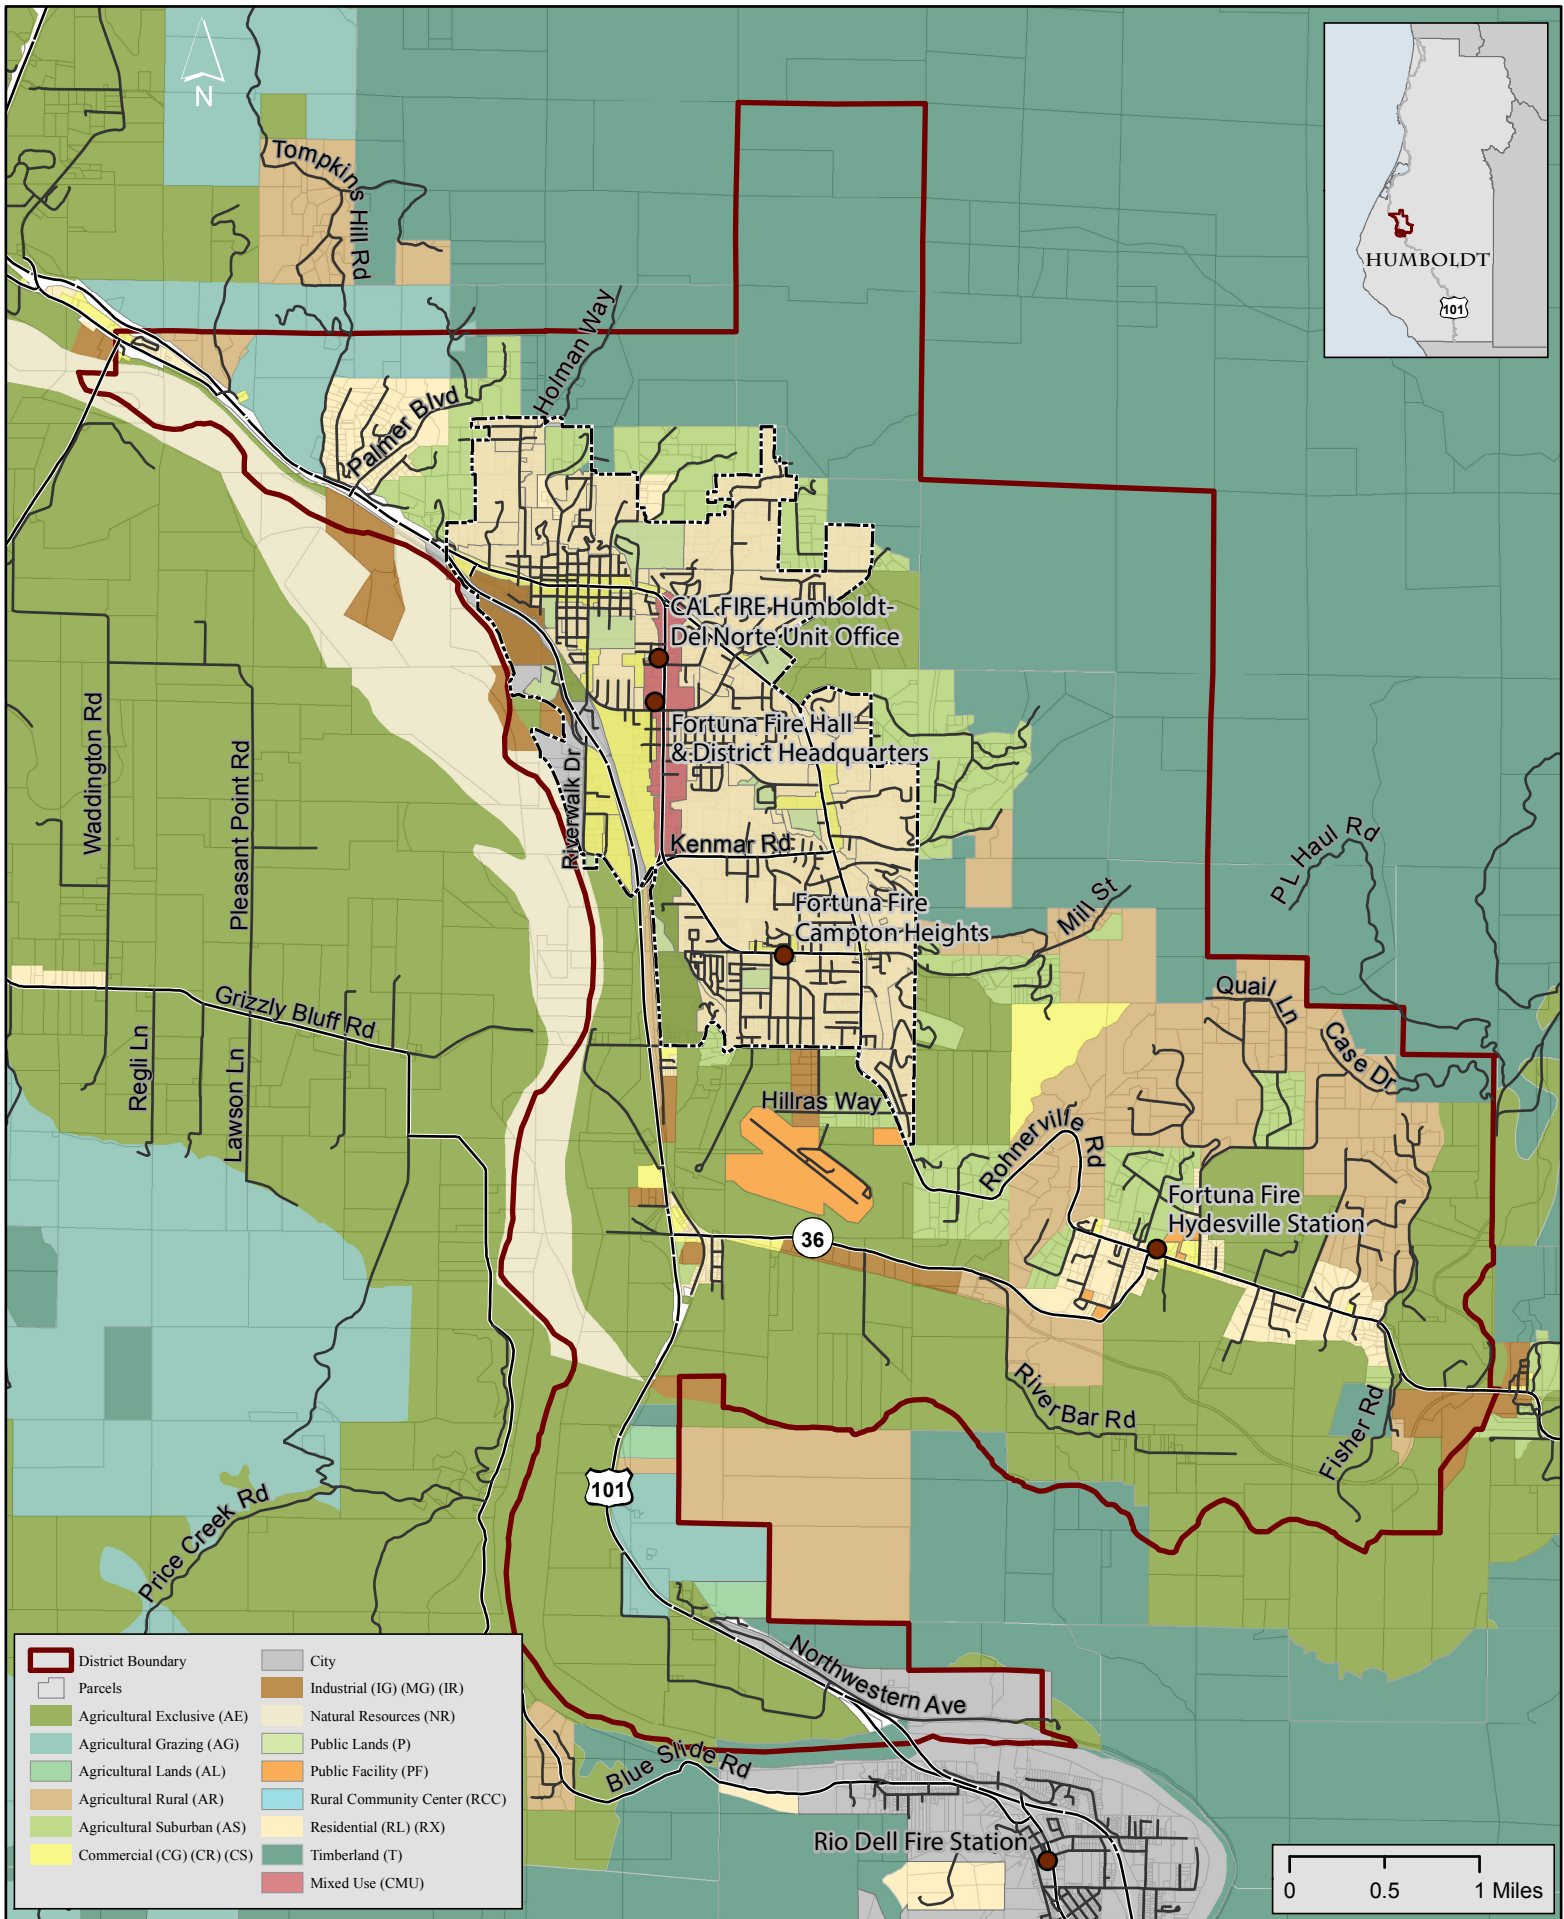 N
HUMBOLDT
101
Tompkins Hill Rd
Holman Way
Palmer Blvd
CAL FIRE Humboldt-
Del Norte Unit Office
Fortuna Fire Hall
& District Headquarters
Waddington Rd
Pleasant Point Rd
Riverwalk Dr
Kenmar Rd
P L Haul Rd
Fortuna Fire
Campton Heights
Mill St
Quail Ln
Case Dr
Grizzly Bluff Rd
Regli Ln
Lawson Ln
Hillras Way
Rohnerville Rd
Fortuna Fire
Hydesville Station
36
River Bar Rd
Fisher Rd
101
Price Creek Rd
Northwestern Ave
Blue Slide Rd
Rio Dell Fire Station
District Boundary
Parcels
Agricultural Exclusive (AE)
Agricultural Grazing (AG)
Agricultural Lands (AL)
Agricultural Rural (AR)
Agricultural Suburban (AS)
Commercial (CG) (CR) (CS)
City
Industrial (IG) (MG) (IR)
Natural Resources (NR)
Public Lands (P)
Public Facility (PF)
Rural Community Center (RCC)
Residential (RL) (RX)
Timberland (T)
Mixed Use (CMU)
0 0.5 1 Miles